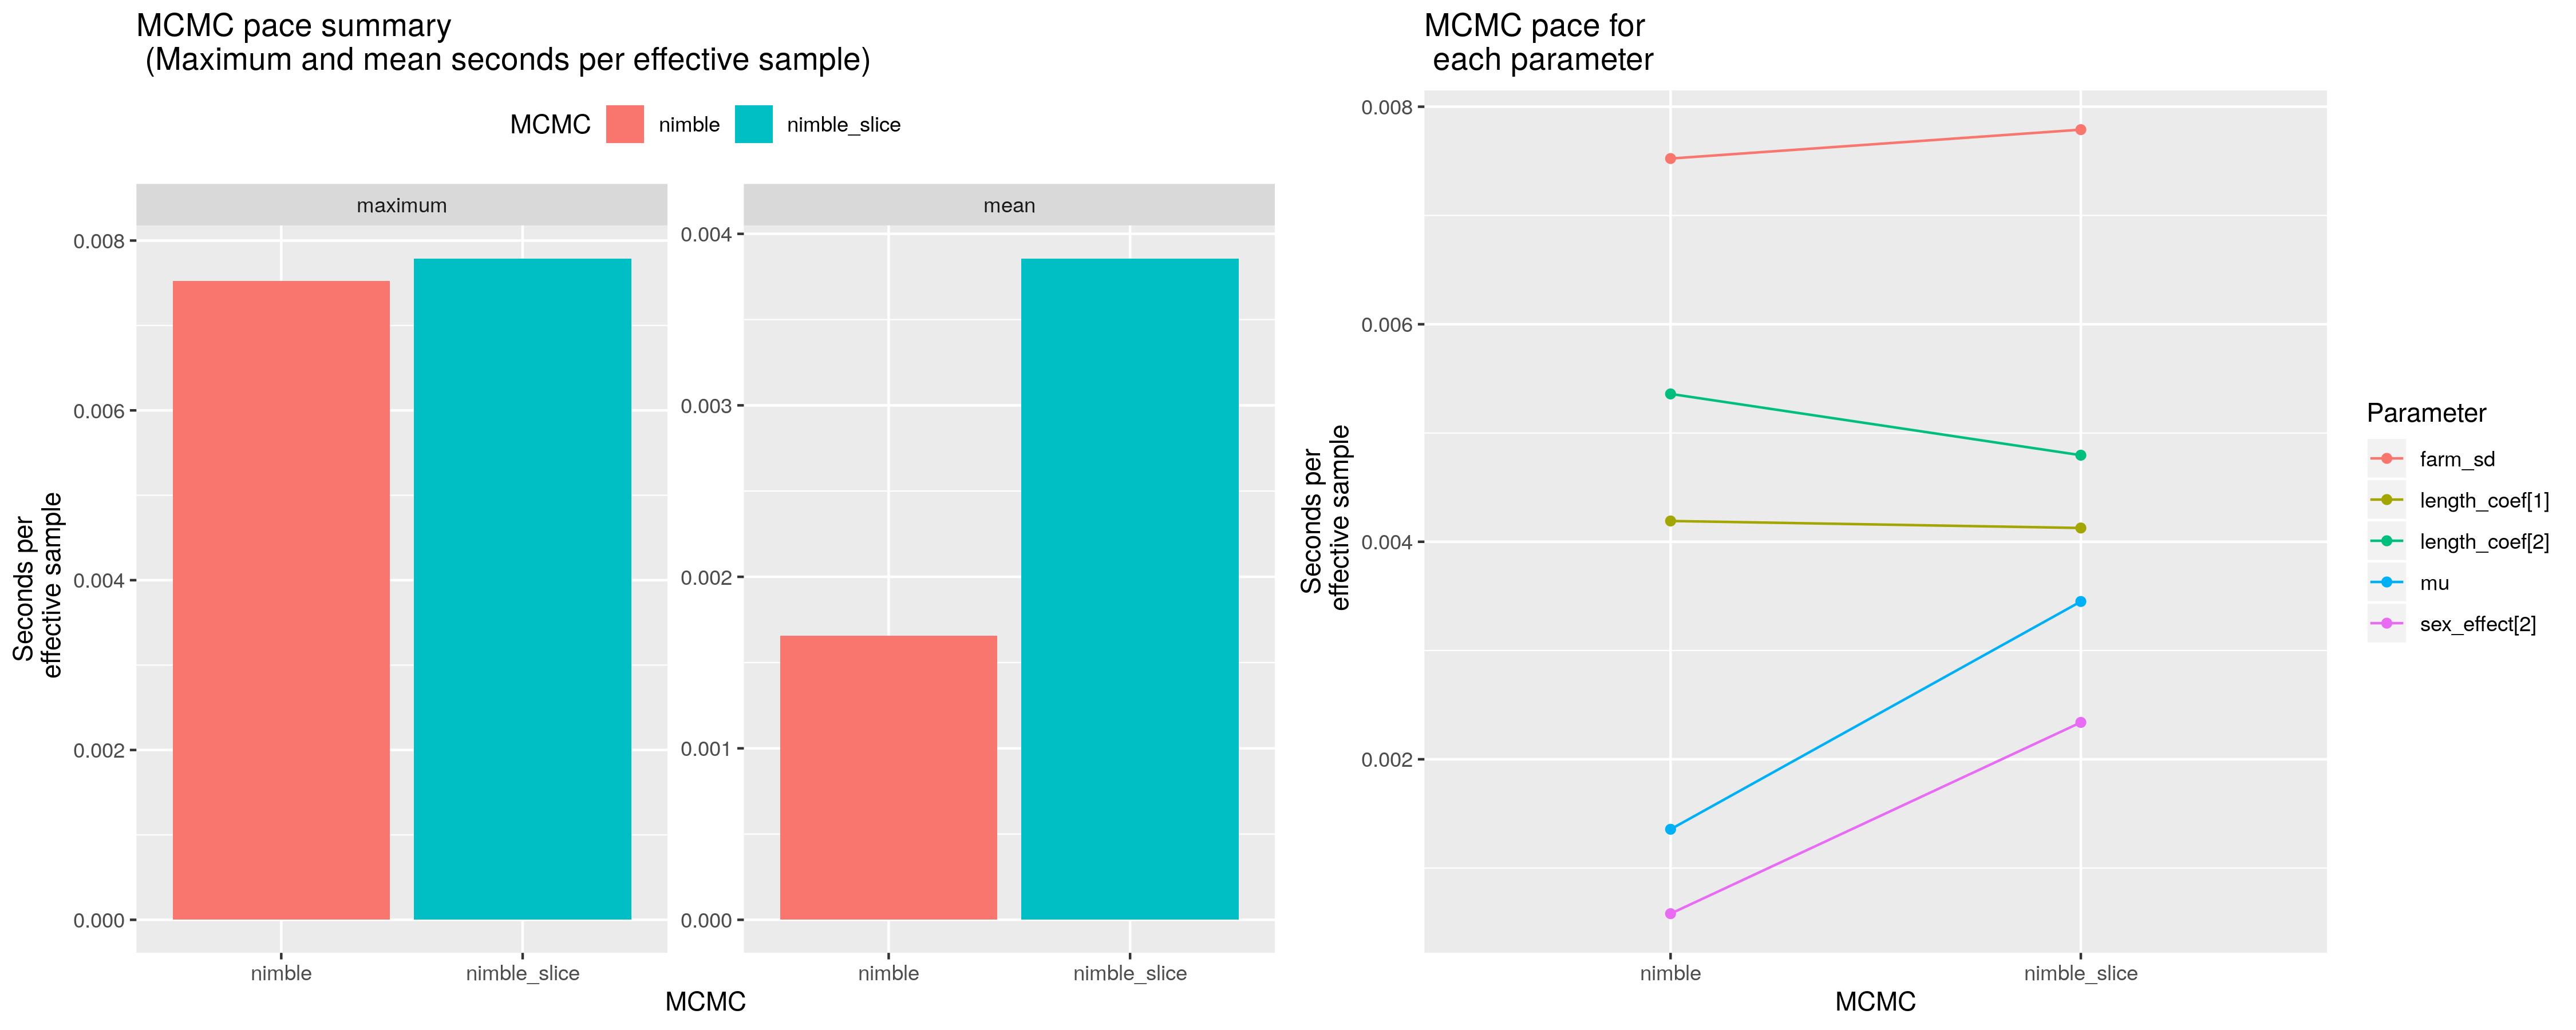 MCMC pace summary
(Maximum and mean seconds per effective sample)
MCMC nimble nimble_slice
maximum
mean
Seconds per
effective sample
0.008
0.006
0.004
0.002
0.000
0.004
0.003
0.002
0.001
0.000
nimble
nimble_slice
nimble
nimble_slice
MCMC
MCMC pace for
each parameter
Seconds per
effective sample
0.008
0.006
0.004
0.002
nimble
nimble_slice
MCMC
Parameter
farm_sd
length_coef[1]
length_coef[2]
mu
sex_effect[2]